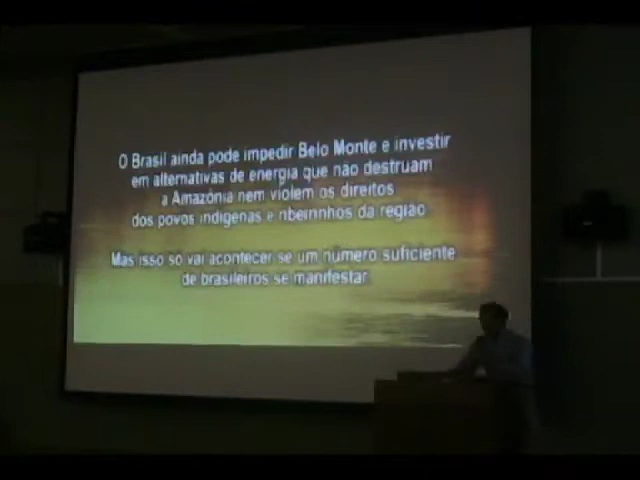 O Brasil ainda pode impedir Belo Monte e investir
em alternativas de energia que não destruam
a Amazônia nem violem os direitos
dos povos indígenas e ribeirinhos da região
Mas isso só vai acontecer se um número suficiente
de brasileiros se manifestar